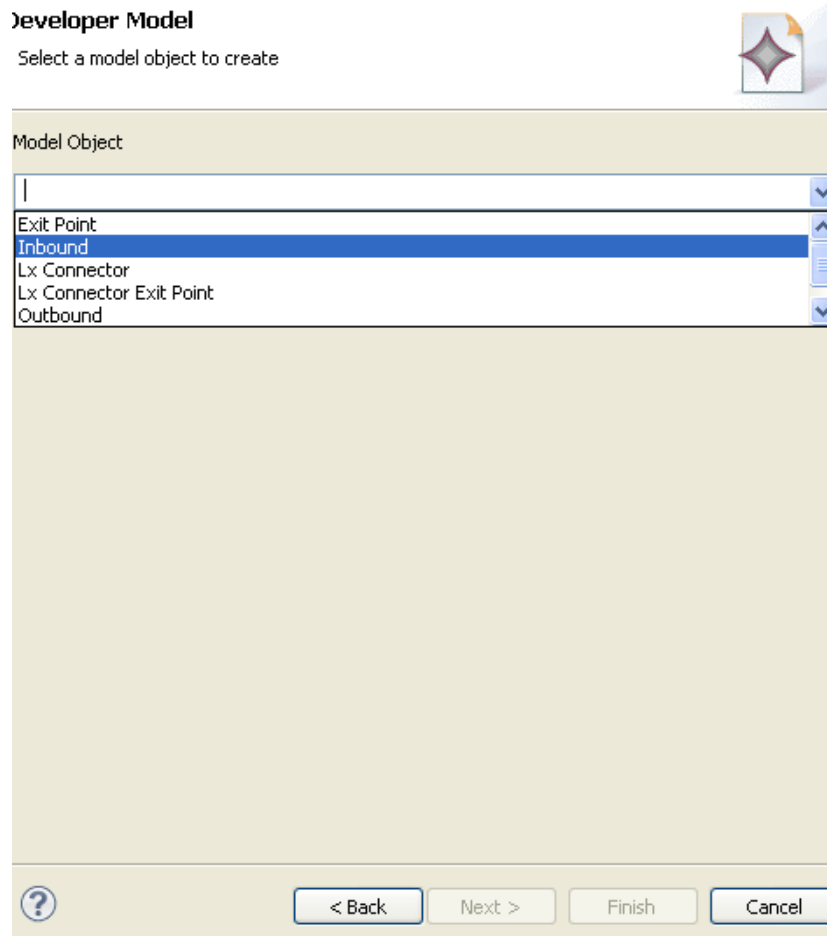 Developer Model
Select a model object to create
Model Object
Exit Point
Inbound
Lx Connector
Lx Connector Exit Point
Outbound
?
< Back Next > Finish Cancel